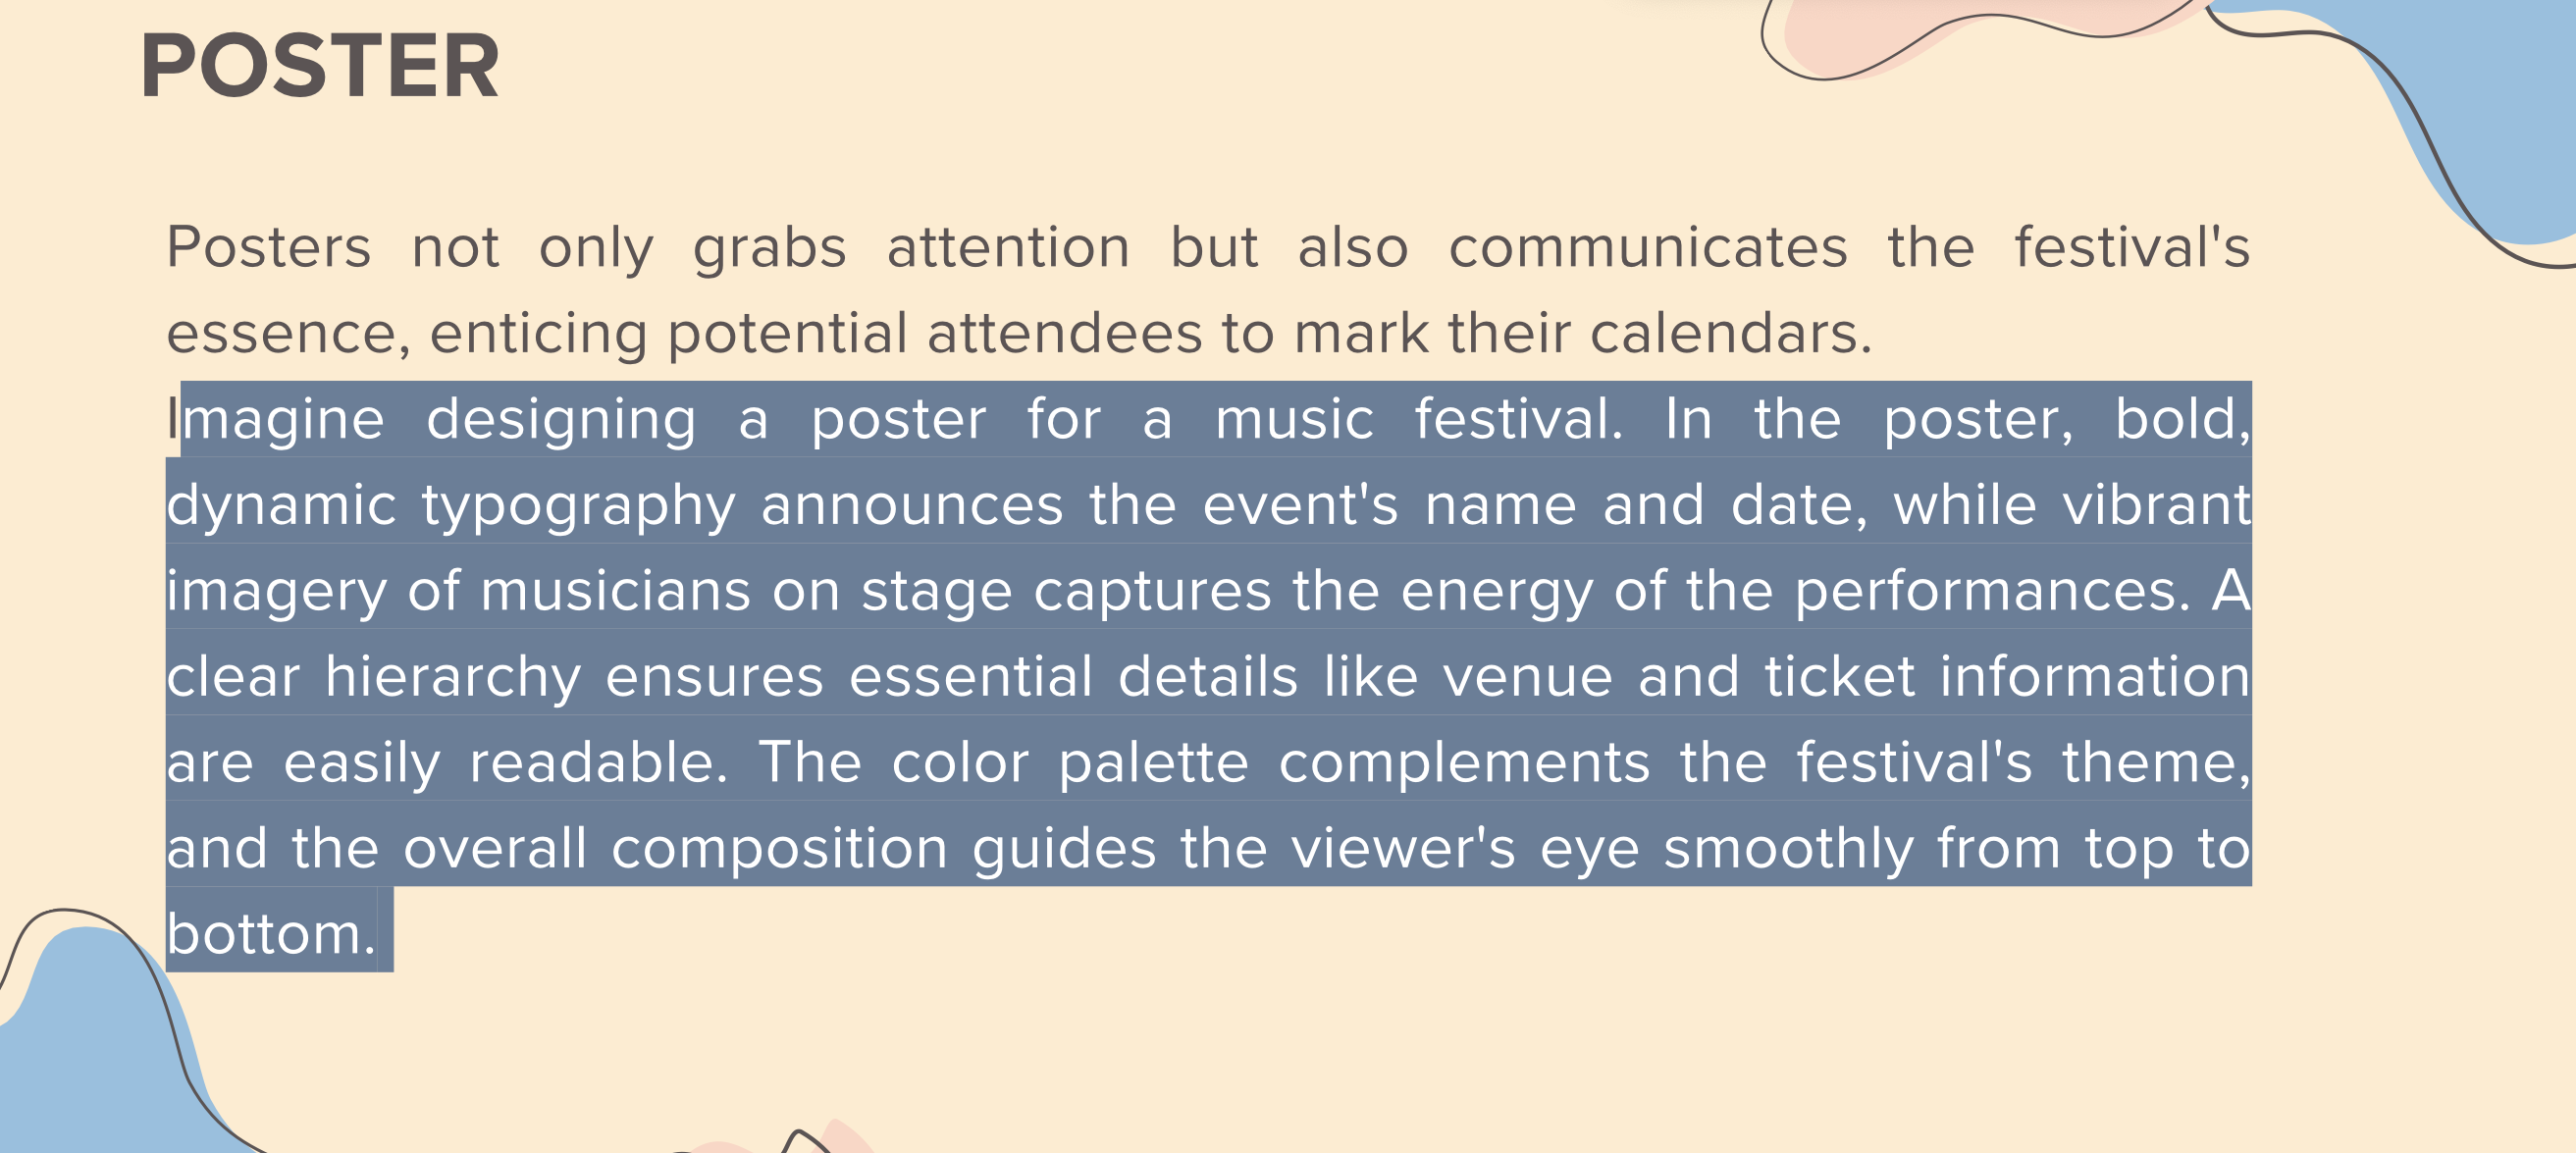 POSTER
Posters not only grabs attention but also communicates the festival's
essence, enticing potential attendees to mark their calendars.
Imagine designing a poster for a music festival. In the poster, bold,
dynamic typography announces the event's name and date, while vibrant
imagery of musicians on stage captures the energy of the performances. A
clear hierarchy ensures essential details like venue and ticket information
are easily readable. The color palette complements the festival's theme,
and the overall composition guides the viewer's eye smoothly from top to
bottom.